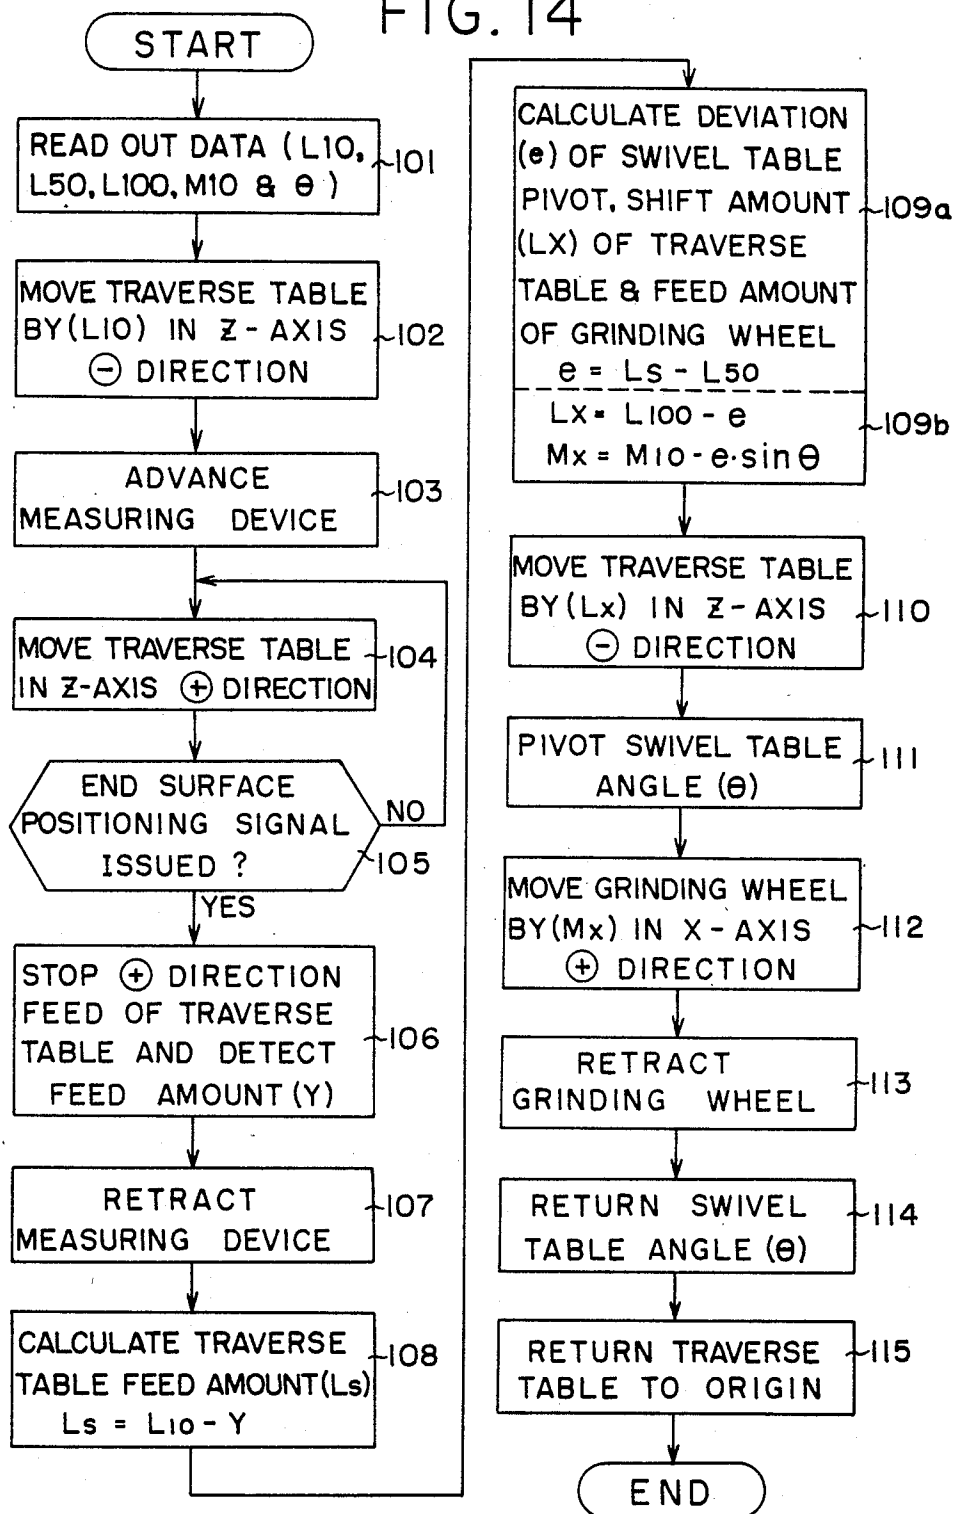 FIG. 14
START
READ OUT DATA (L10,
L50, L100, M10 & θ)
101
MOVE TRAVERSE TABLE
BY (L10) IN Z-AXIS
⊖ DIRECTION
102
ADVANCE
MEASURING DEVICE
103
MOVE TRAVERSE TABLE
IN Z-AXIS ⊕ DIRECTION
104
END SURFACE
POSITIONING SIGNAL
ISSUED ?
105
NO
YES
STOP ⊕ DIRECTION
FEED OF TRAVERSE
TABLE AND DETECT
FEED AMOUNT (Y)
106
RETRACT
MEASURING DEVICE
107
CALCULATE TRAVERSE
TABLE FEED AMOUNT (Ls)
Ls = L10 - Y
108
CALCULATE DEVIATION
(e) OF SWIVEL TABLE
PIVOT, SHIFT AMOUNT
(LX) OF TRAVERSE
TABLE & FEED AMOUNT
OF GRINDING WHEEL
e = Ls - L50
109a
Lx = L100 - e
Mx = M10 - e·sinθ
109b
MOVE TRAVERSE TABLE
BY (Lx) IN Z-AXIS
⊖ DIRECTION
110
PIVOT SWIVEL TABLE
ANGLE (θ)
111
MOVE GRINDING WHEEL
BY (Mx) IN X-AXIS
⊕ DIRECTION
112
RETRACT
GRINDING WHEEL
113
RETURN SWIVEL
TABLE ANGLE (θ)
114
RETURN TRAVERSE
TABLE TO ORIGIN
115
END